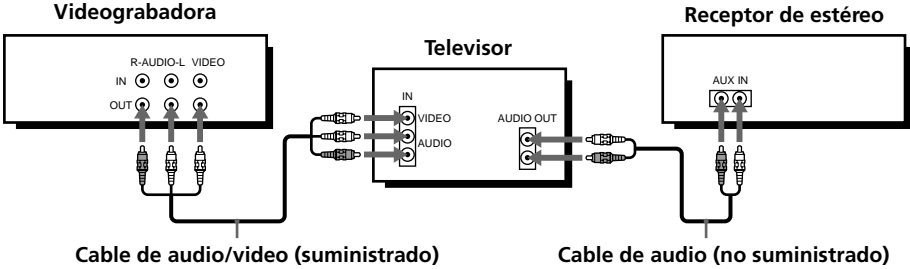 Videograbadora
R-AUDIO-L VIDEO
IN
OUT
Televisor
IN
VIDEO
AUDIO
AUDIO OUT
Receptor de estéreo
AUX IN
Cable de audio/video (suministrado)
Cable de audio (no suministrado)